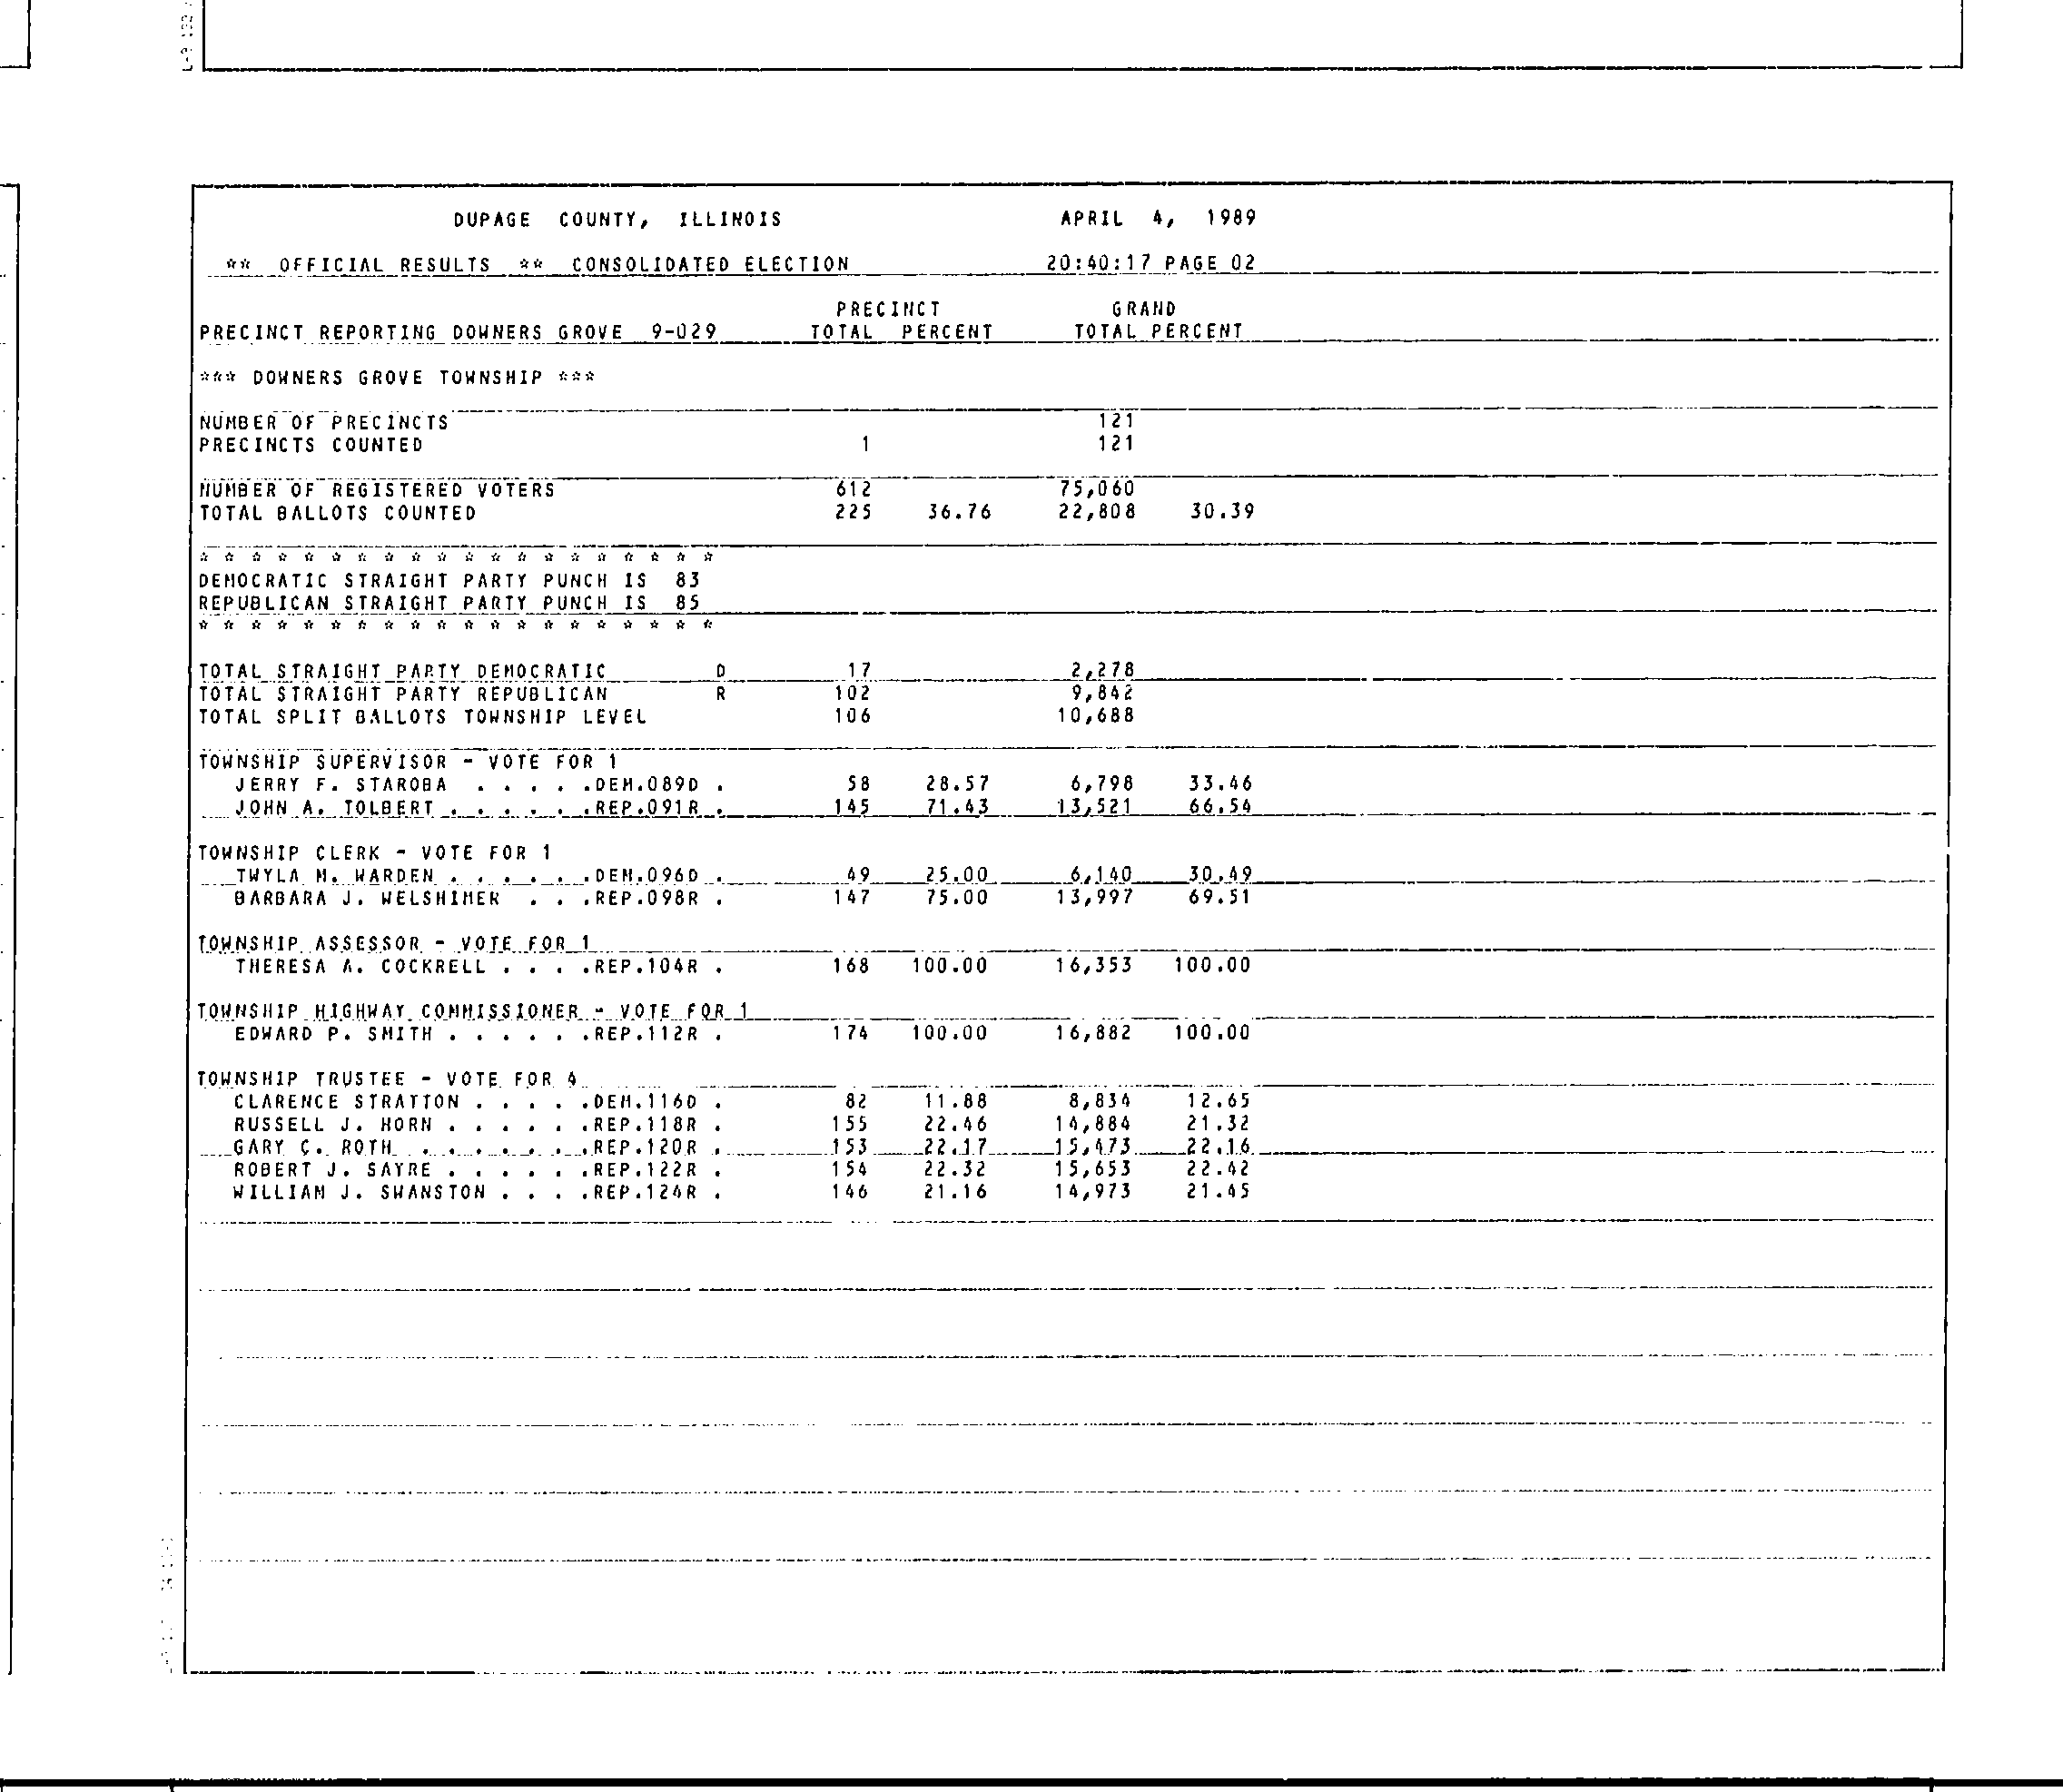 DUPAGE COUNTY, ILLINOIS APRIL 4, 1989
** OFFICIAL RESULTS ** CONSOLIDATED ELECTION 20:40:17 PAGE 02
PRECINCT GRAND
PRECINCT REPORTING DOWNERS GROVE 9-029 TOTAL PERCENT TOTAL PERCENT
*** DOWNERS GROVE TOWNSHIP ***
NUMBER OF PRECINCTS 121
PRECINCTS COUNTED 1 121
NUMBER OF REGISTERED VOTERS 612 75,060
TOTAL BALLOTS COUNTED 225 36.76 22,808 30.39
* * * * * * * * * * * * * * * * * * * *
DEMOCRATIC STRAIGHT PARTY PUNCH IS 83
REPUBLICAN STRAIGHT PARTY PUNCH IS 85
* * * * * * * * * * * * * * * * * * * *
TOTAL STRAIGHT PARTY DEMOCRATIC D 17 2,278
TOTAL STRAIGHT PARTY REPUBLICAN R 102 9,842
TOTAL SPLIT BALLOTS TOWNSHIP LEVEL 106 10,688
TOWNSHIP SUPERVISOR - VOTE FOR 1
JERRY F. STAROBA . . . . .DEM.089D . 58 28.57 6,798 33.46
JOHN A. TOLBERT . . . . . .REP.091R . 145 71.43 13,521 66.54
TOWNSHIP CLERK - VOTE FOR 1
TWYLA M. WARDEN . . . . . .DEM.096D . 49 25.00 6,140 30.49
BARBARA J. WELSHIMER . . .REP.098R . 147 75.00 13,997 69.51
TOWNSHIP ASSESSOR - VOTE FOR 1
THERESA A. COCKRELL . . . .REP.104R . 168 100.00 16,353 100.00
TOWNSHIP HIGHWAY COMMISSIONER - VOTE FOR 1
EDWARD P. SMITH . . . . . .REP.112R . 174 100.00 16,882 100.00
TOWNSHIP TRUSTEE - VOTE FOR 4
CLARENCE STRATTON . . . . .DEM.116D . 82 11.88 8,834 12.65
RUSSELL J. HORN . . . . . .REP.118R . 155 22.46 14,884 21.32
GARY C. ROTH . . . . . . .REP.120R . 153 22.17 15,473 22.16
ROBERT J. SAYRE . . . . . .REP.122R . 154 22.32 15,653 22.42
WILLIAM J. SWANSTON . . . .REP.124R . 146 21.16 14,973 21.45